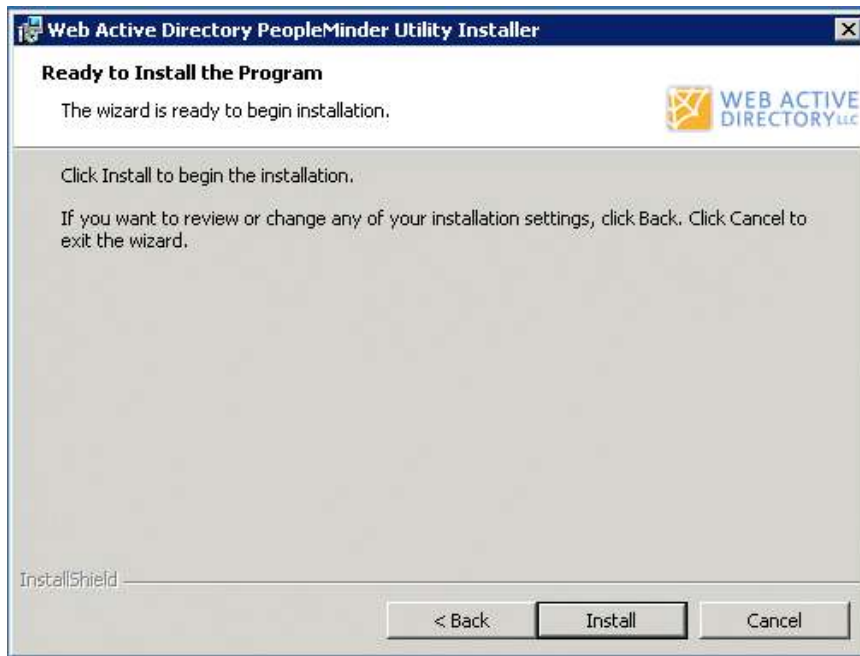 Web Active Directory PeopleMinder Utility Installer
Ready to Install the Program
The wizard is ready to begin installation.
WEB ACTIVE
DIRECTORY LLC
Click Install to begin the installation.
If you want to review or change any of your installation settings, click Back. Click Cancel to
exit the wizard.
InstallShield
< Back
Install
Cancel